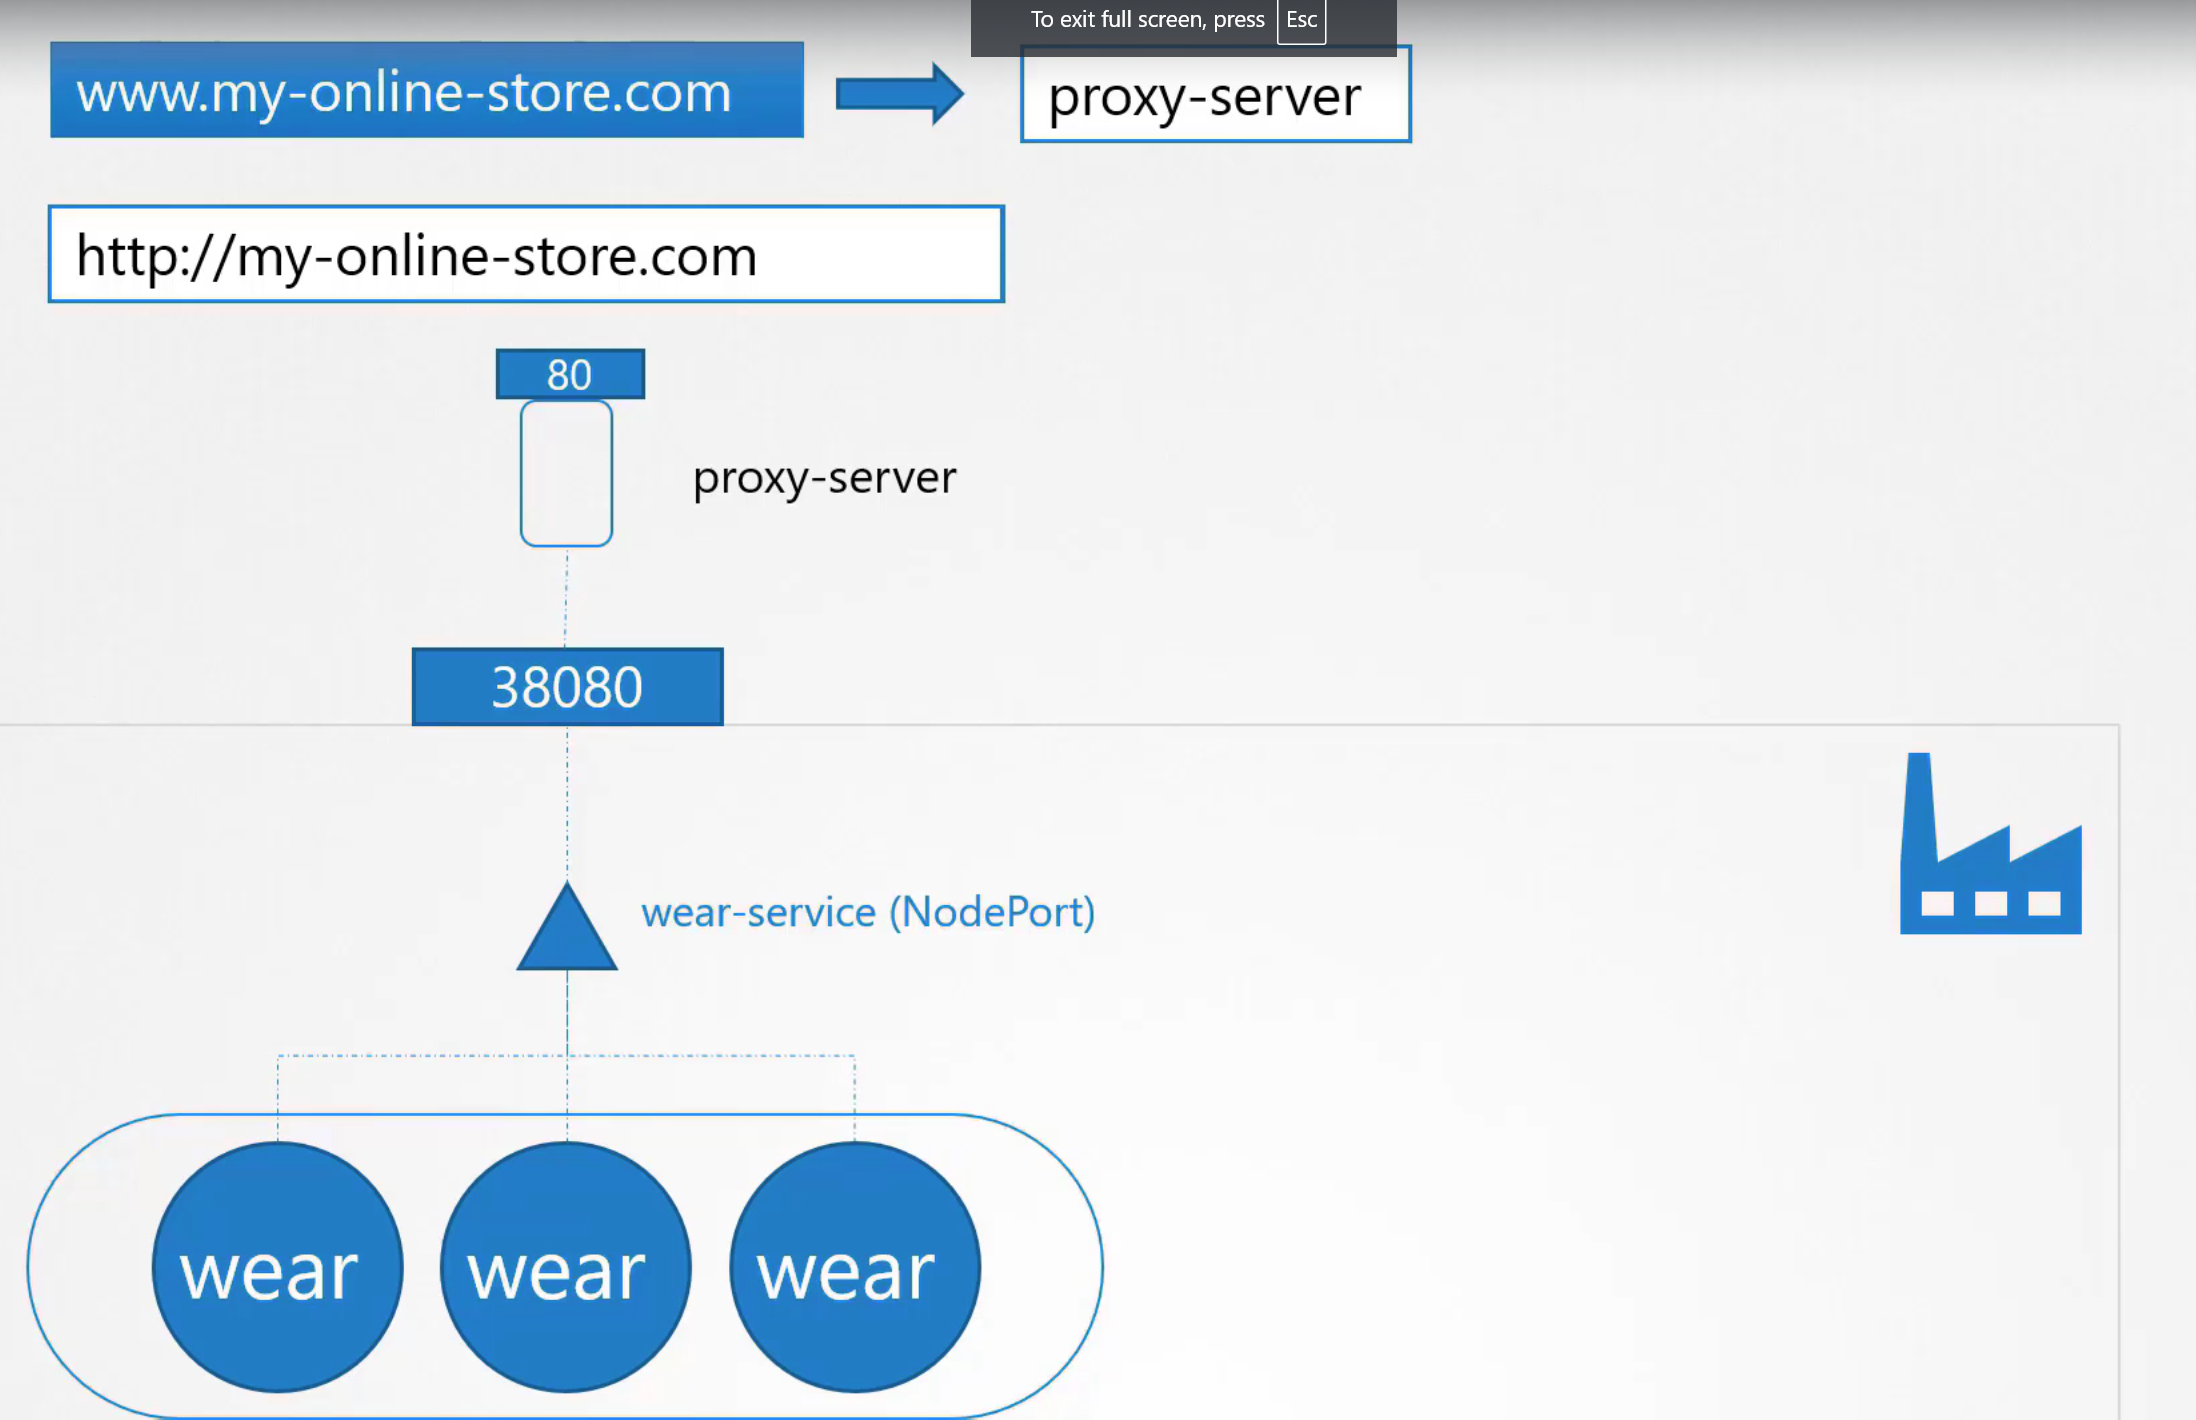 To exit full screen, press Esc
www.my-online-store.com
proxy-server
http://my-online-store.com
80
proxy-server
38080
wear-service (NodePort)
wear wear wear